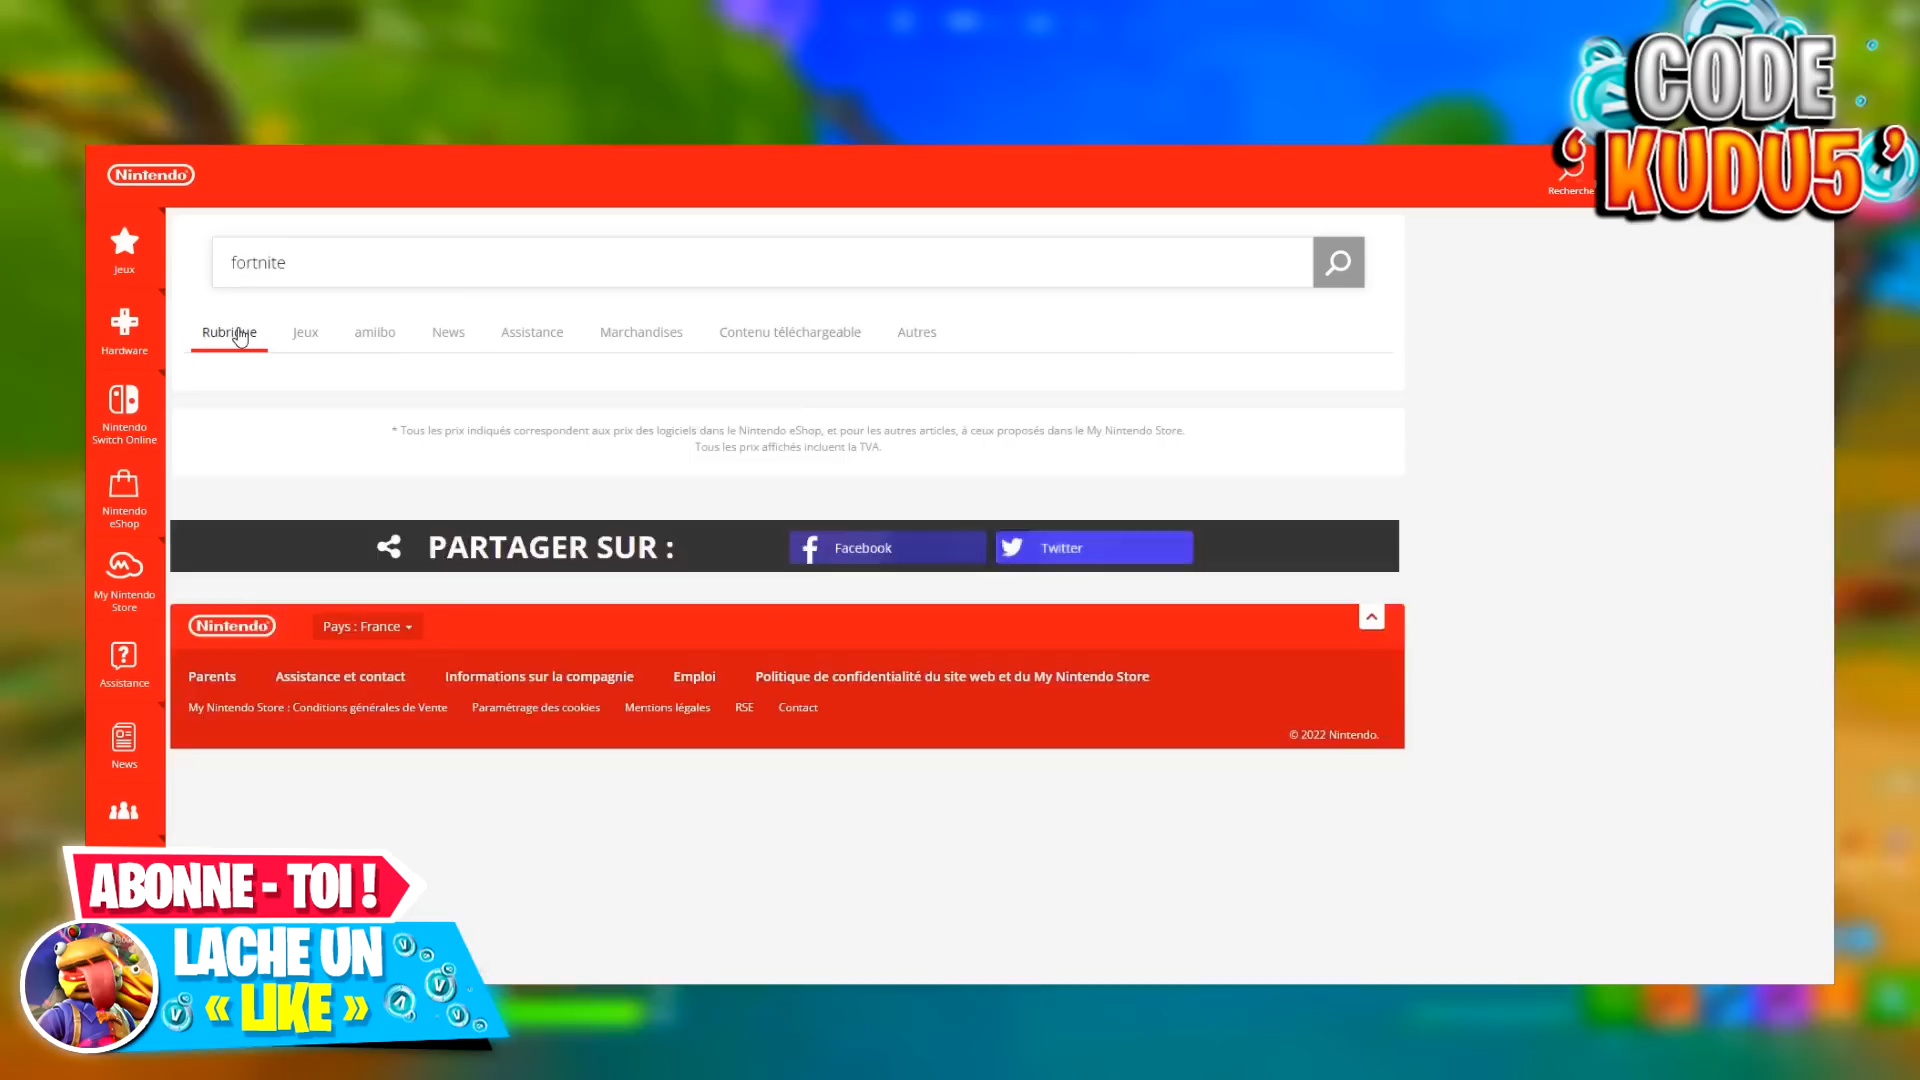 CODE
‘ KUDU5 ’
Nintendo
Recherche
Jeux
Hardware
Nintendo
Switch Online
Nintendo
eShop
My Nintendo
Store
Assistance
News
fortnite
Rubrique
Jeux
amiibo
News
Assistance
Marchandises
Contenu téléchargeable
Autres
* Tous les prix indiqués correspondent aux prix des logiciels dans le Nintendo eShop, et pour les autres articles, à ceux proposés dans le My Nintendo Store.
Tous les prix affichés incluent la TVA.
PARTAGER SUR :
Facebook
Twitter
Nintendo
Pays : France
Parents
Assistance et contact
Informations sur la compagnie
Emploi
Politique de confidentialité du site web et du My Nintendo Store
My Nintendo Store : Conditions générales de Vente
Paramétrage des cookies
Mentions légales
RSE
Contact
© 2022 Nintendo.
ABONNE - TOI !
LACHE UN
« LIKE »